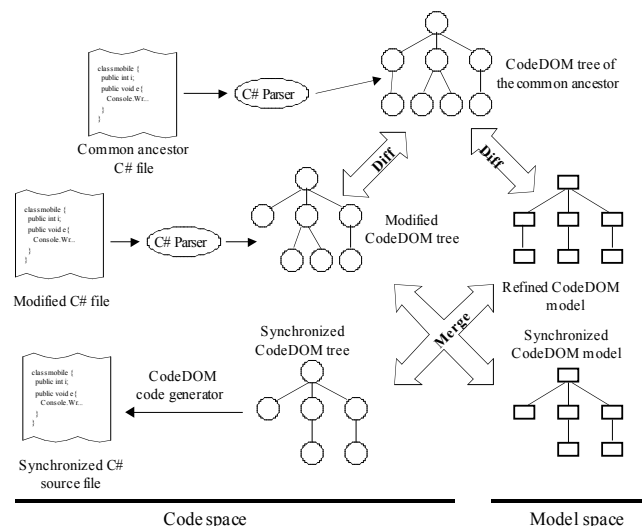 classmobile {
public int i;
public void e{
Console.Wr...
}
}
Common ancestor
C# file
C# Parser
CodeDOM tree of
the common ancestor
Diff
Diff
classmobile {
public int i;
public void e{
Console.Wr...
}
}
Modified C# file
C# Parser
Modified
CodeDOM tree
Refined CodeDOM
model
Merge
classmobile {
public int i;
public void e{
Console.Wr...
}
}
Synchronized C#
source file
CodeDOM
code generator
Synchronized
CodeDOM tree
Synchronized
CodeDOM model
Code space
Model space